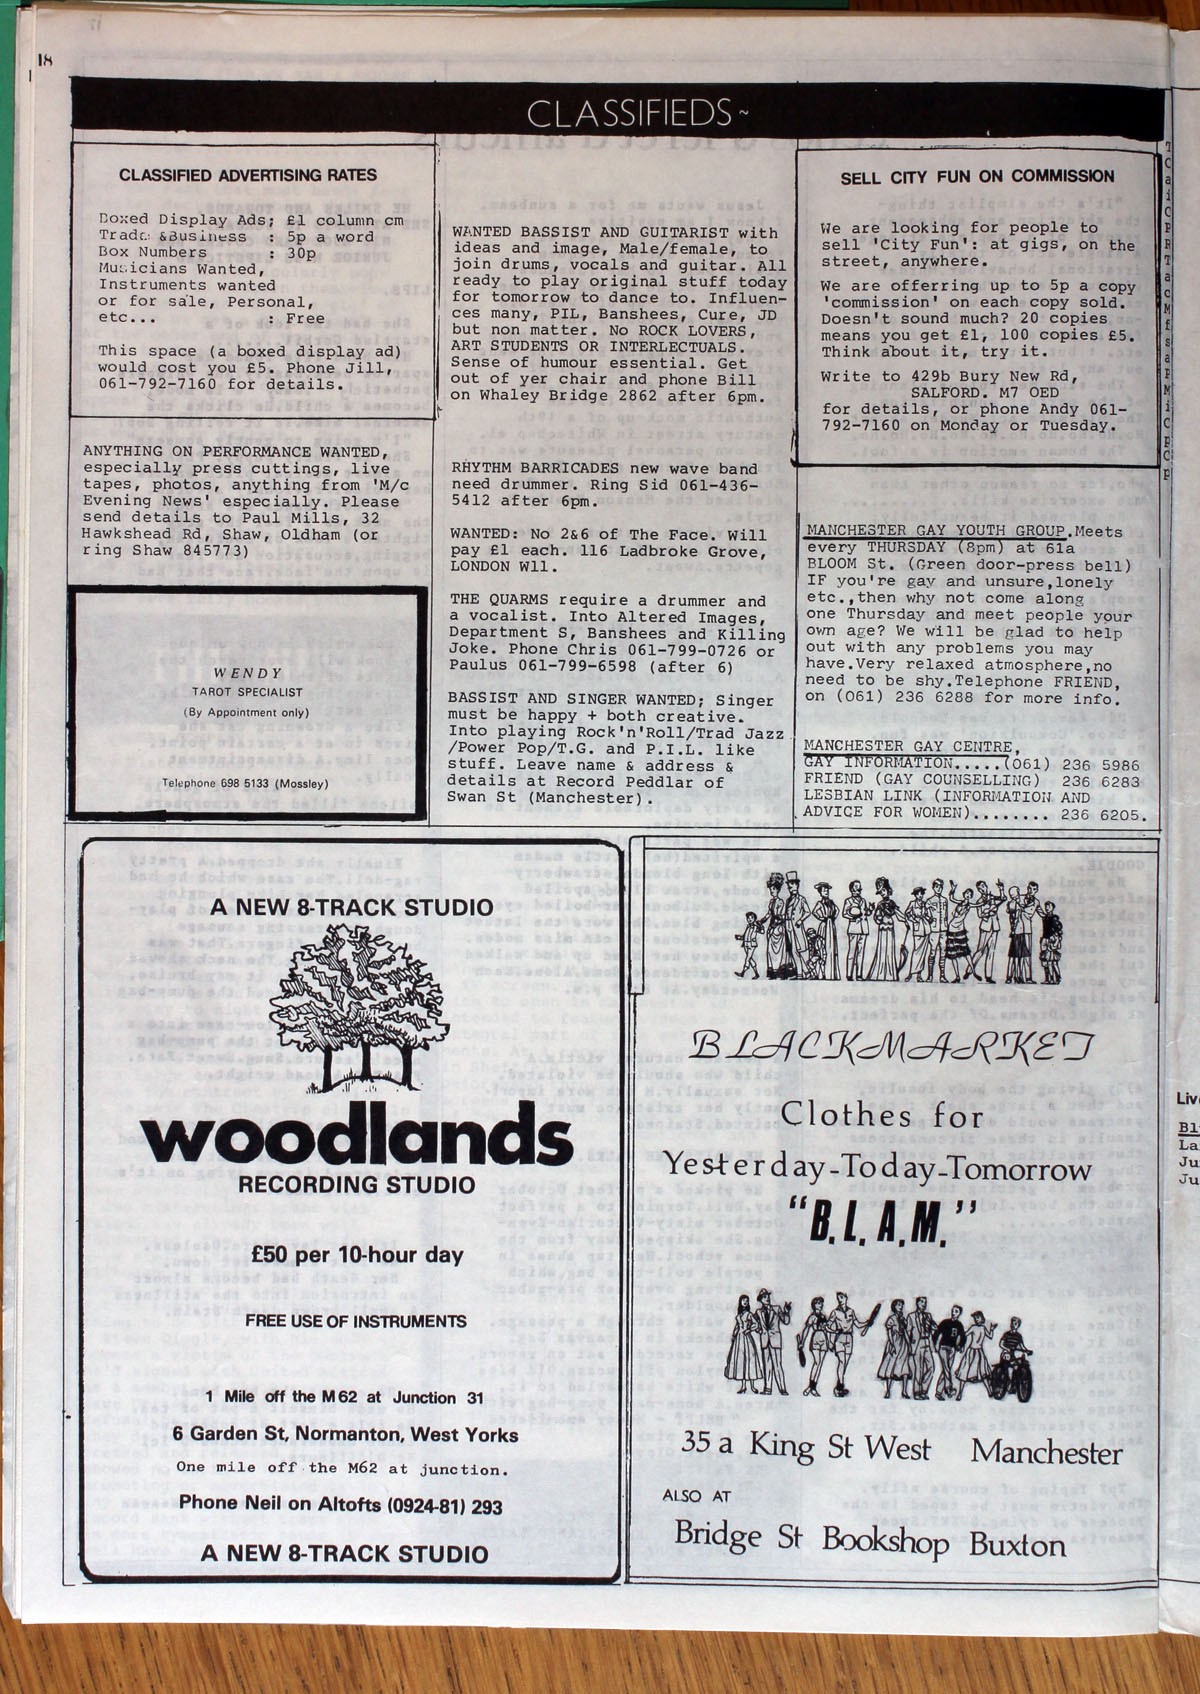 18
CLASSIFIEDS~
CLASSIFIED ADVERTISING RATES
Boxed Display Ads; £1 column cm
Trade &Business : 5p a word
Box Numbers : 30p
Musicians Wanted,
Instruments wanted
or for sale, Personal,
etc... : Free
This space (a boxed display ad)
would cost you £5. Phone Jill,
061-792-7160 for details.
ANYTHING ON PERFORMANCE WANTED,
especially press cuttings, live
tapes, photos, anything from 'M/c
Evening News' especially. Please
send details to Paul Mills, 32
Hawkshead Rd, Shaw, Oldham (or
ring Shaw 845773)
WENDY
TAROT SPECIALIST
(By Appointment only)
Telephone 698 5133 (Mossley)
WANTED BASSIST AND GUITARIST with
ideas and image, Male/female, to
join drums, vocals and guitar. All
ready to play original stuff today
for tomorrow to dance to. Influen-
ces many, PIL, Banshees, Cure, JD
but non matter. No ROCK LOVERS,
ART STUDENTS OR INTERLECTUALS.
Sense of humour essential. Get
out of yer chair and phone Bill
on Whaley Bridge 2862 after 6pm.
RHYTHM BARRICADES new wave band
need drummer. Ring Sid 061-436-
5412 after 6pm.
WANTED: No 2&6 of The Face. Will
pay £1 each. 116 Ladbroke Grove,
LONDON W11.
THE QUARMS require a drummer and
a vocalist. Into Altered Images,
Department S, Banshees and Killing
Joke. Phone Chris 061-799-0726 or
Paulus 061-799-6598 (after 6)
BASSIST AND SINGER WANTED; Singer
must be happy + both creative.
Into playing Rock'n'Roll/Trad Jazz
/Power Pop/T.G. and P.I.L. like
stuff. Leave name & address &
details at Record Peddlar of
Swan St (Manchester).
SELL CITY FUN ON COMMISSION
We are looking for people to
sell 'City Fun': at gigs, on the
street, anywhere.
We are offerring up to 5p a copy
'commission' on each copy sold.
Doesn't sound much? 20 copies
means you get £1, 100 copies £5.
Think about it, try it.
Write to 429b Bury New Rd,
SALFORD. M7 OED
for details, or phone Andy 061-
792-7160 on Monday or Tuesday.
MANCHESTER GAY YOUTH GROUP.Meets
every THURSDAY (8pm) at 61a
BLOOM St. (Green door-press bell)
IF you're gay and unsure,lonely
etc.,then why not come along
one Thursday and meet people your
own age? We will be glad to help
out with any problems you may
have.Very relaxed atmosphere,no
need to be shy.Telephone FRIEND,
on (061) 236 6288 for more info.
MANCHESTER GAY CENTRE,
GAY INFORMATION.....(061) 236 5986
FRIEND (GAY COUNSELLING) 236 6283
LESBIAN LINK (INFORMATION AND
ADVICE FOR WOMEN)........ 236 6205.
A NEW 8-TRACK STUDIO
woodlands
RECORDING STUDIO
£50 per 10-hour day
FREE USE OF INSTRUMENTS
1 Mile off the M62 at Junction 31
6 Garden St, Normanton, West Yorks
One mile off the M62 at junction.
Phone Neil on Altofts (0924-81) 293
A NEW 8-TRACK STUDIO
BLACKMARKET
Clothes for
Yesterday-Today-Tomorrow
"B.L.A.M."
35a King St West Manchester
ALSO AT
Bridge St Bookshop Buxton
Live
Bl
La
Ju
Ju